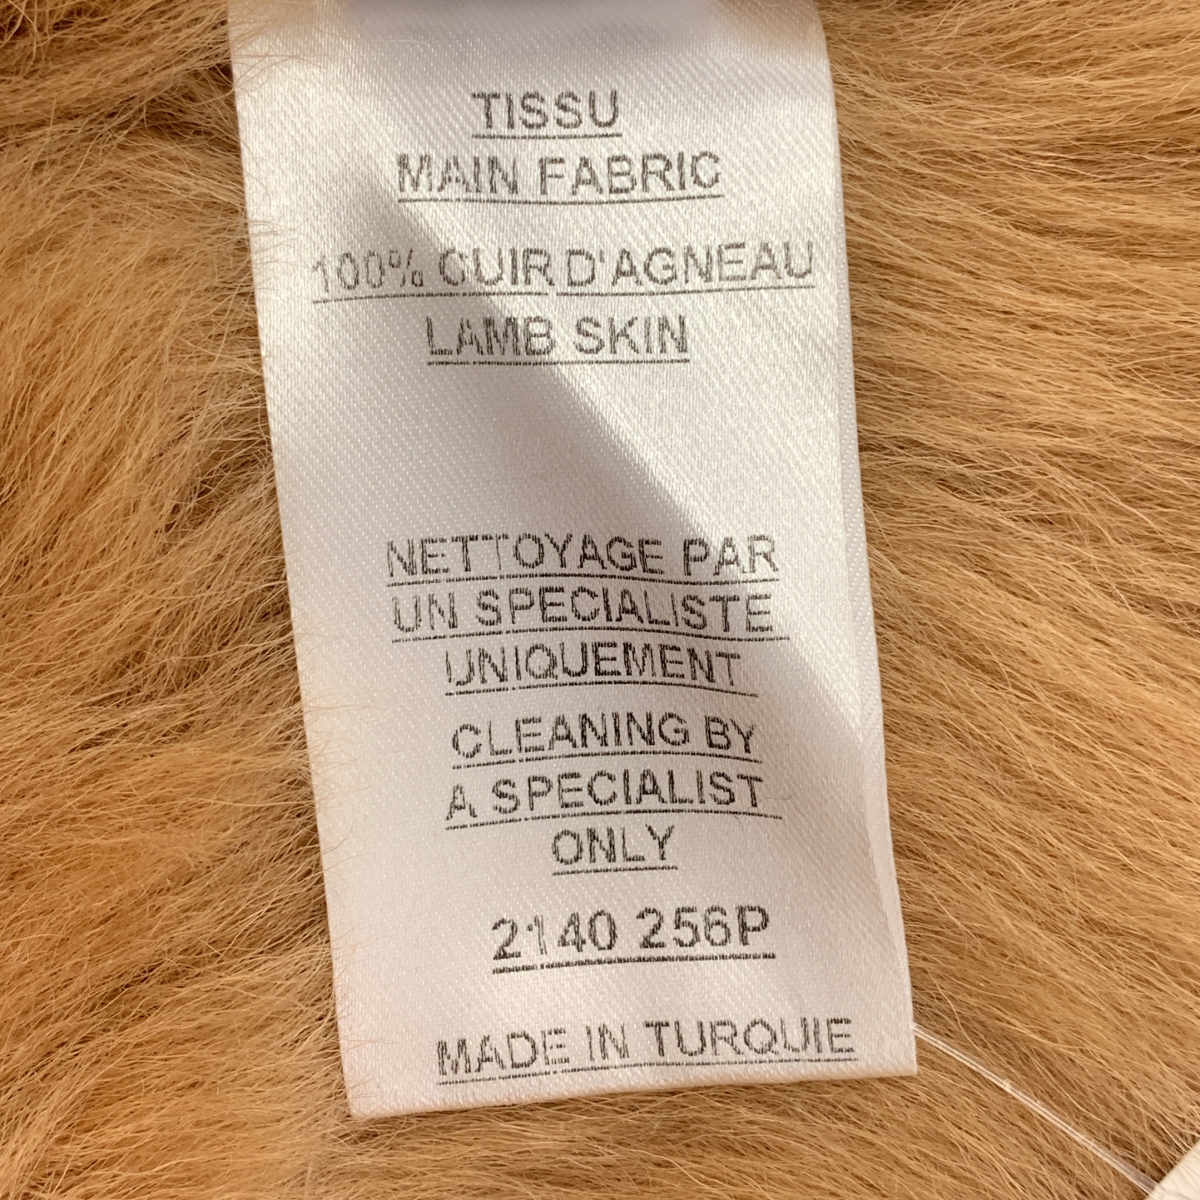 TISSU
MAIN FABRIC
100% CUIR D'AGNEAU
LAMB SKIN
NETTOYAGE PAR
UN SPECIALISTE
UNIQUEMENT
CLEANING BY
A SPECIALIST
ONLY
2140 256P
MADE IN TURQUIE